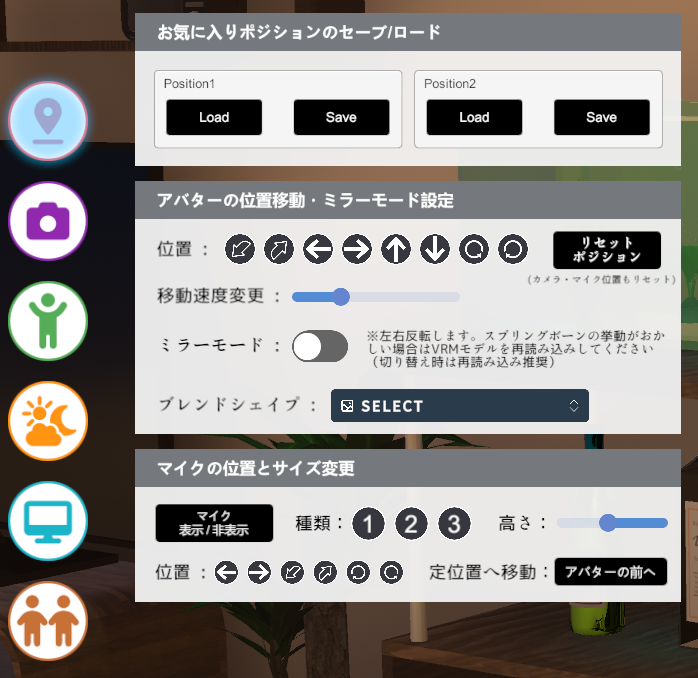 お気に入りポジションのセーブ/ロード
Position1
Load
Save
Position2
Load
Save
アバターの位置移動・ミラーモード設定
位置：
リセット
ポジション
(カメラ・マイク位置もリセット)
移動速度変更：
ミラーモード：
※左右反転します。スプリングボーンの挙動がおか
しい場合はVRMモデルを再読み込みしてください
（切り替え時は再読み込み推奨）
ブレンドシェイプ：
SELECT
マイクの位置とサイズ変更
マイク
表示/非表示
種類：
1
2
3
高さ：
位置：
定位置へ移動：
アバターの前へ